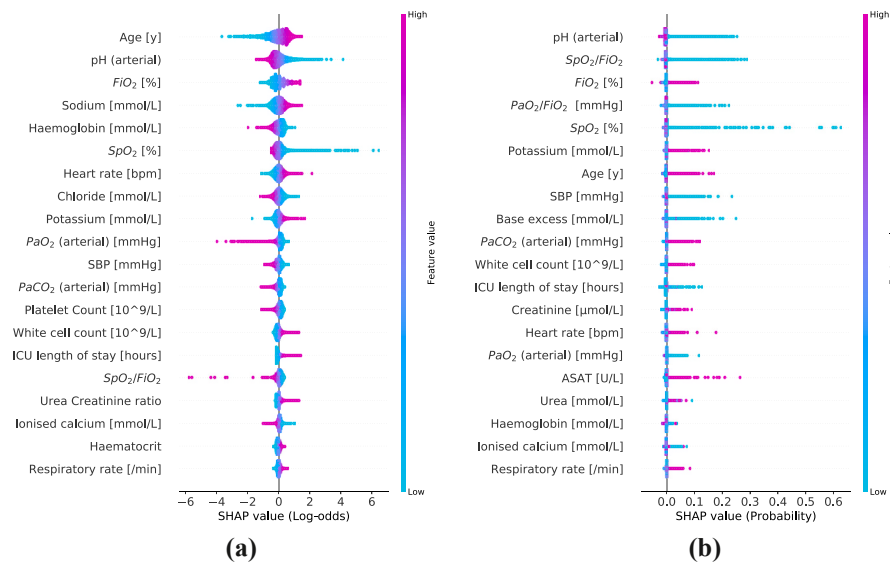 Age [y]
pH (arterial)
FiO₂ [%]
Sodium [mmol/L]
Haemoglobin [mmol/L]
SpO₂ [%]
Heart rate [bpm]
Chloride [mmol/L]
Potassium [mmol/L]
PaO₂ (arterial) [mmHg]
SBP [mmHg]
PaCO₂ (arterial) [mmHg]
Platelet Count [10^9/L]
White cell count [10^9/L]
ICU length of stay [hours]
SpO₂/FiO₂
Urea Creatinine ratio
Ionised calcium [mmol/L]
Haematocrit
Respiratory rate [/min]
−6 −4 −2 0 2 4 6
SHAP value (Log-odds)
High
Feature value
Low
(a)
pH (arterial)
SpO₂/FiO₂
FiO₂ [%]
PaO₂/FiO₂ [mmHg]
SpO₂ [%]
Potassium [mmol/L]
Age [y]
SBP [mmHg]
Base excess [mmol/L]
PaCO₂ (arterial) [mmHg]
White cell count [10^9/L]
ICU length of stay [hours]
Creatinine [µmol/L]
Heart rate [bpm]
PaO₂ (arterial) [mmHg]
ASAT [U/L]
Urea [mmol/L]
Haemoglobin [mmol/L]
Ionised calcium [mmol/L]
Respiratory rate [/min]
0.0 0.1 0.2 0.3 0.4 0.5 0.6
SHAP value (Probability)
High
Low
(b)